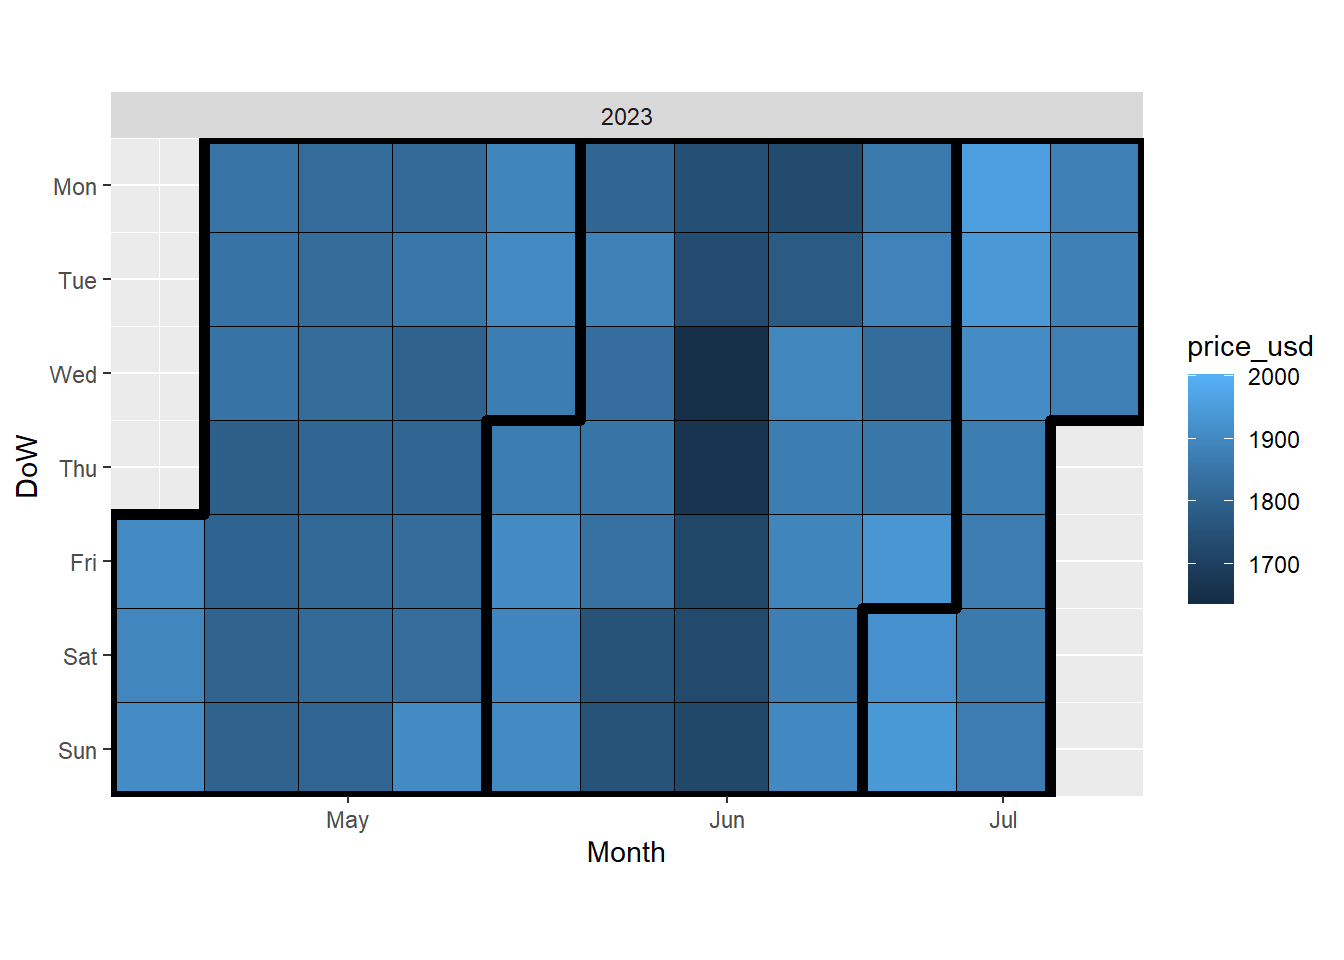 2023
Mon
Tue
Wed
Thu
Fri
Sat
Sun
DoW
May
Jun
Jul
Month
price_usd
2000
1900
1800
1700